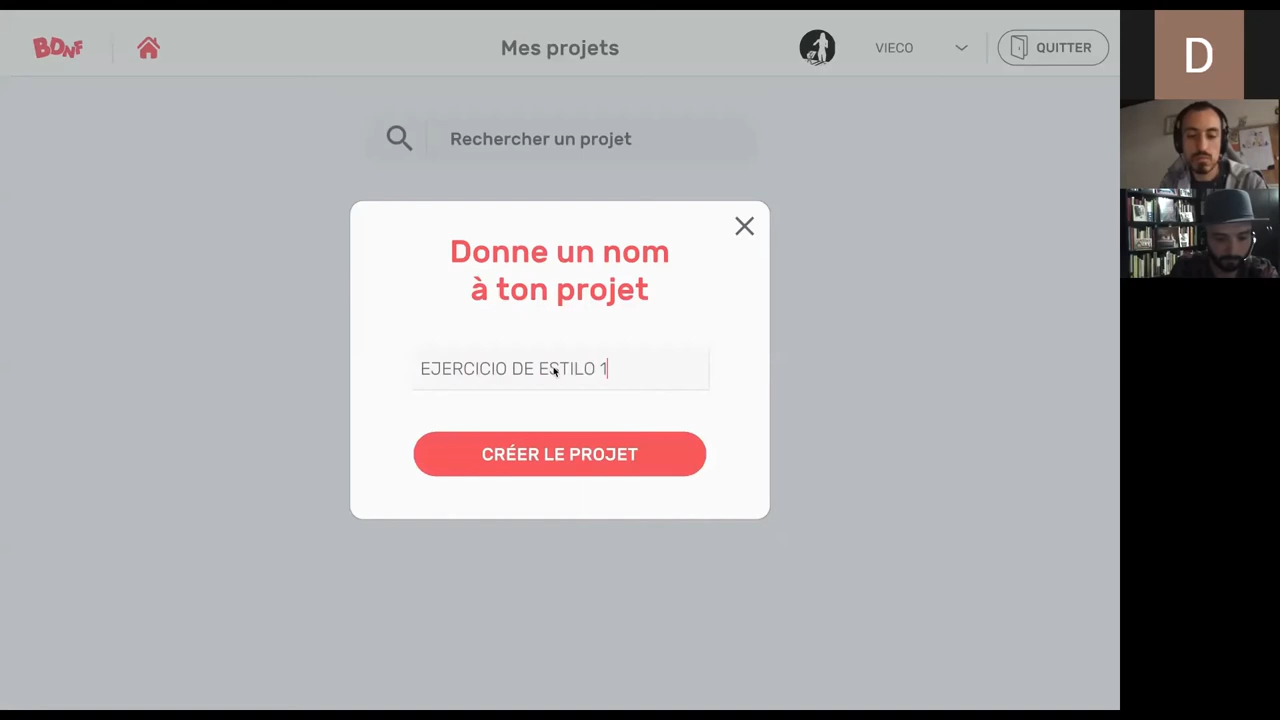 BDNF
Mes projets
VIECO
QUITTER
D
Rechercher un projet
Donne un nom
à ton projet
EJERCICIO DE ESTILO 1
CRÉER LE PROJET